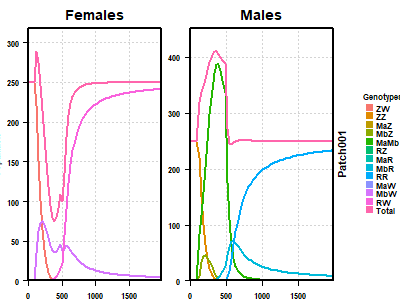 Females
Males
300
250
200
150
100
50
0
0
500
1000
1500
400
300
200
100
0
0
500
1000
1500
Patch001
Genotype
ZW
ZZ
MaZ
MbZ
MaMb
RZ
MaR
MbR
RR
MaW
MbW
RW
Total